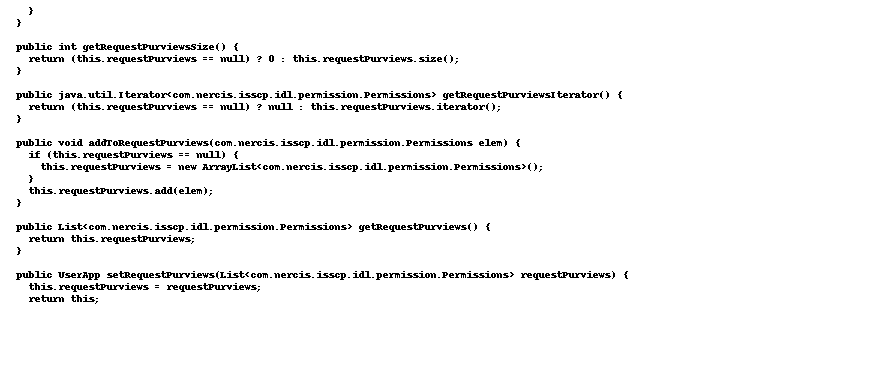 }
  }

  public int getRequestPurviewsSize() {
    return (this.requestPurviews == null) ? 0 : this.requestPurviews.size();
  }

  public java.util.Iterator<com.nercis.isscp.idl.permission.Permissions> getRequestPurviewsIterator() {
    return (this.requestPurviews == null) ? null : this.requestPurviews.iterator();
  }

  public void addToRequestPurviews(com.nercis.isscp.idl.permission.Permissions elem) {
    if (this.requestPurviews == null) {
      this.requestPurviews = new ArrayList<com.nercis.isscp.idl.permission.Permissions>();
    }
    this.requestPurviews.add(elem);
  }

  public List<com.nercis.isscp.idl.permission.Permissions> getRequestPurviews() {
    return this.requestPurviews;
  }

  public UserApp setRequestPurviews(List<com.nercis.isscp.idl.permission.Permissions> requestPurviews) {
    this.requestPurviews = requestPurviews;
    return this;